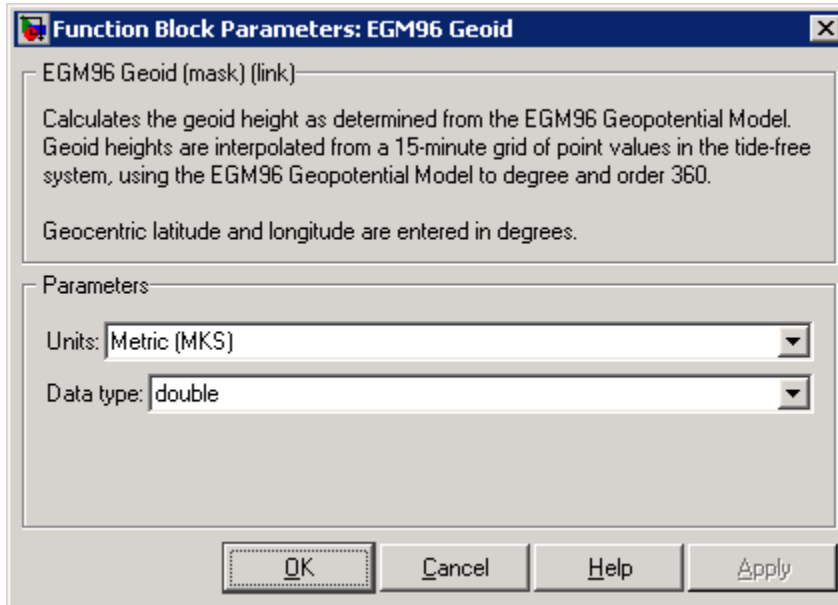 Function Block Parameters: EGM96 Geoid
EGM96 Geoid (mask) (link)
Calculates the geoid height as determined from the EGM96 Geopotential Model.
Geoid heights are interpolated from a 15-minute grid of point values in the tide-free
system, using the EGM96 Geopotential Model to degree and order 360.
Geocentric latitude and longitude are entered in degrees.
Parameters
Units: Metric (MKS)
Data type: double
OK Cancel Help Apply